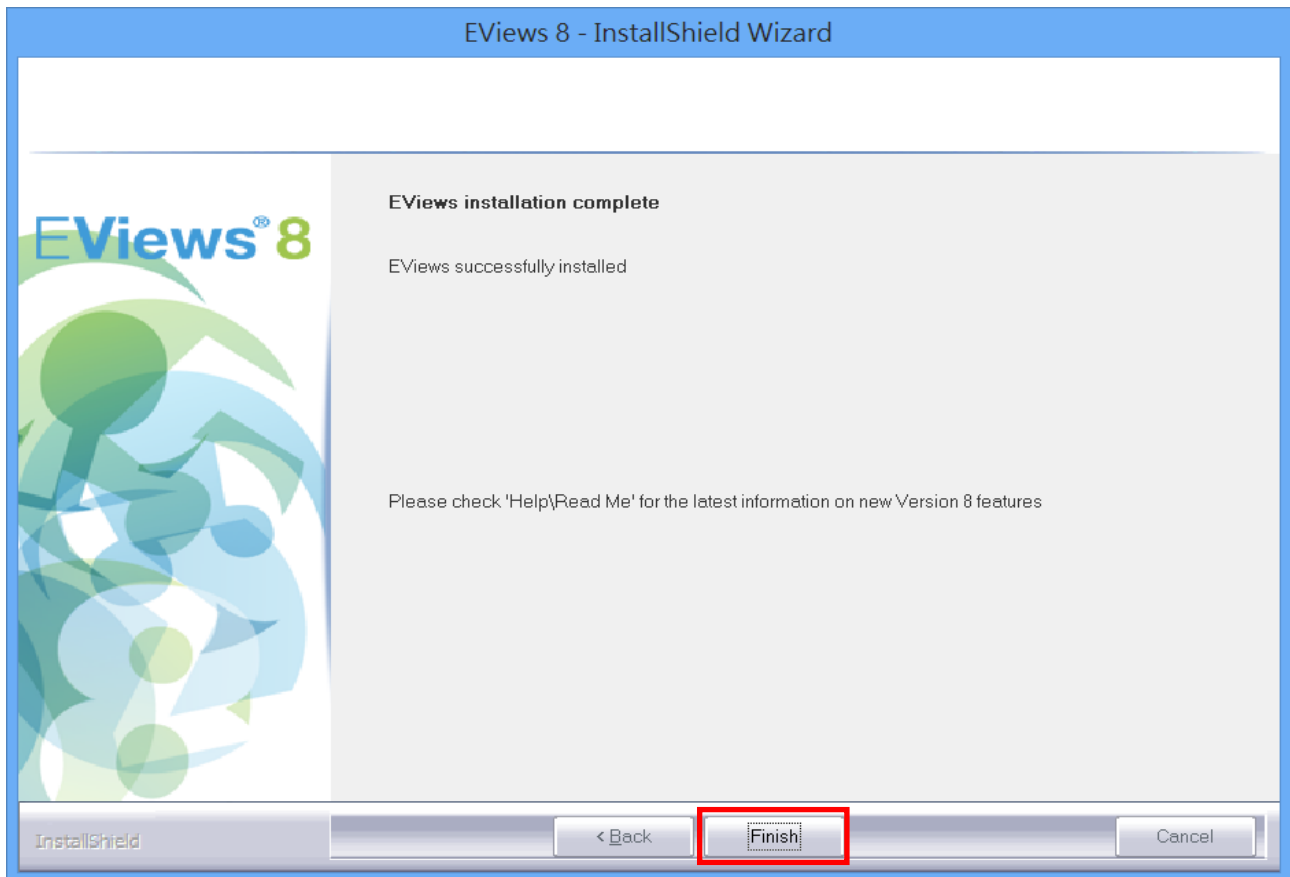 EViews 8 - InstallShield Wizard
EViews®8
EViews installation complete
EViews successfully installed
Please check 'Help\Read Me' for the latest information on new Version 8 features
InstallShield
< Back
Finish
Cancel